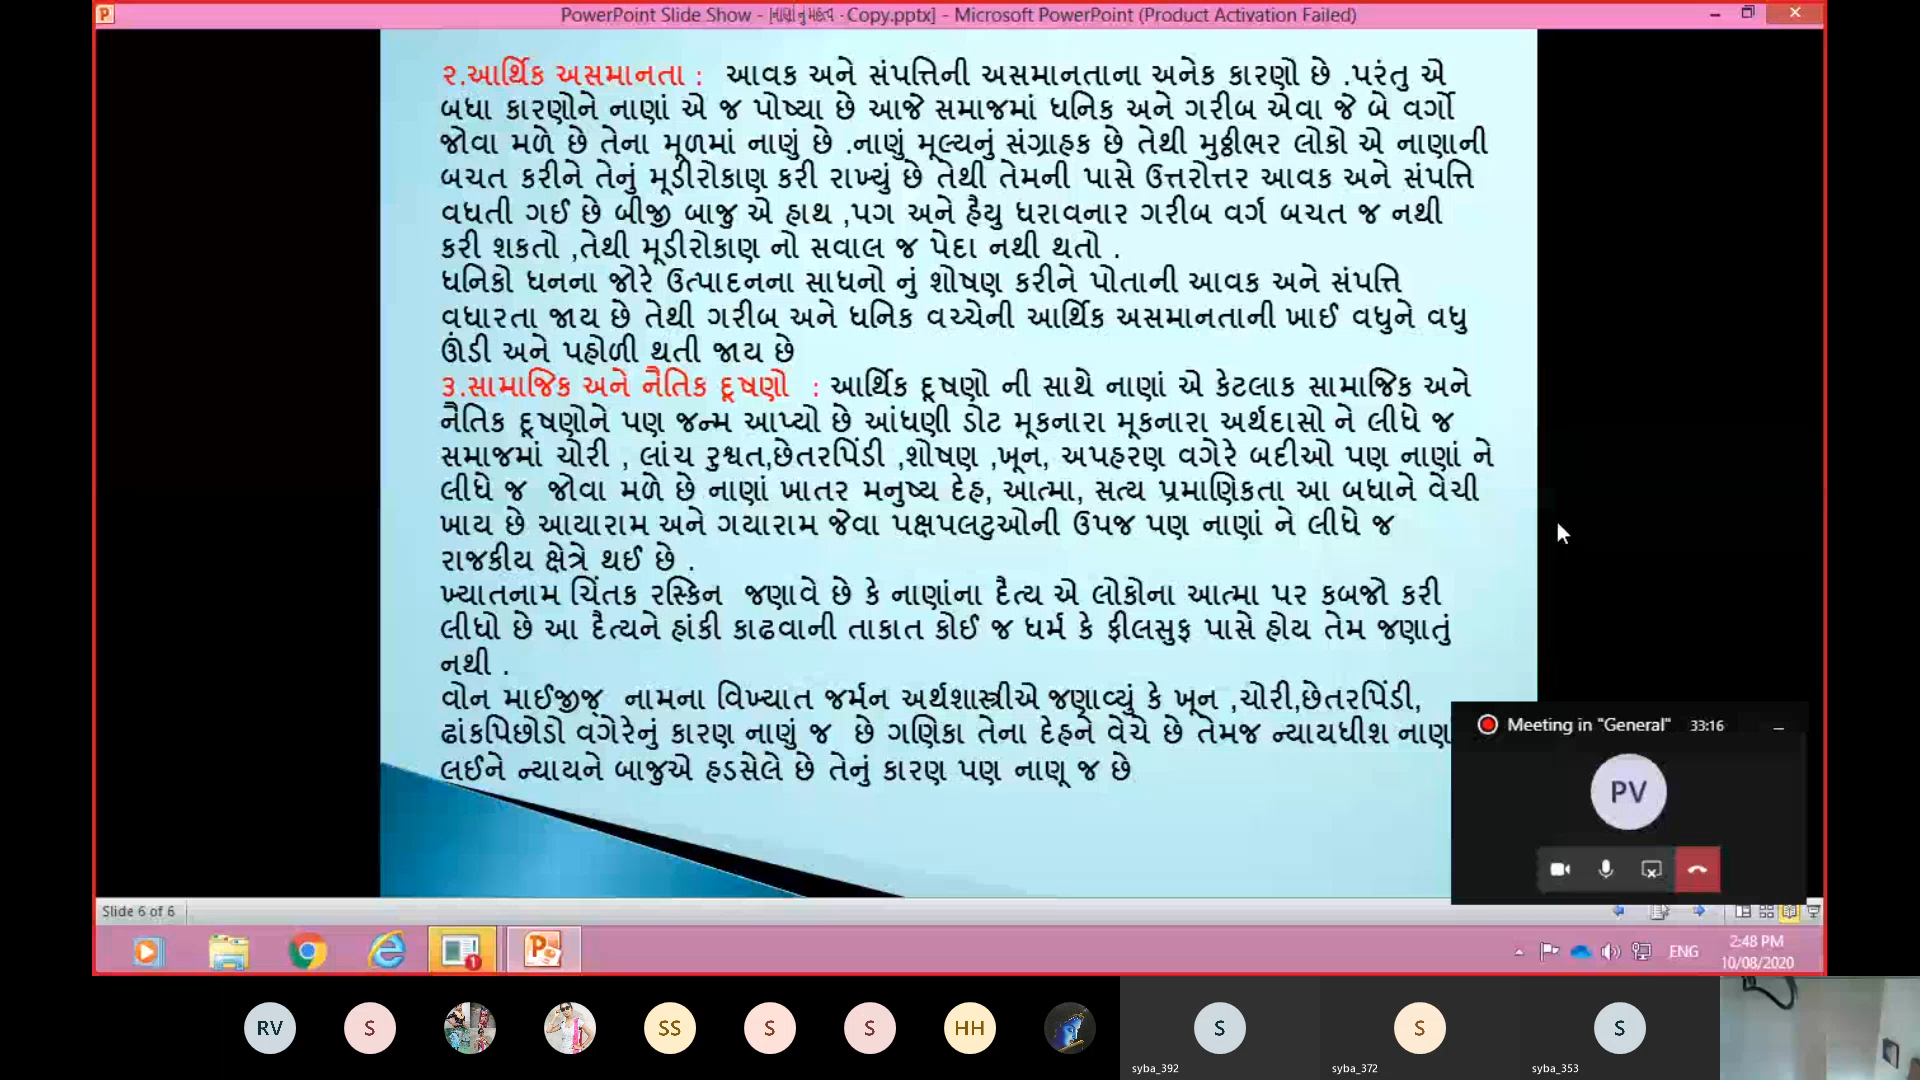 PowerPoint Slide Show - Copy.pptx] - Microsoft PowerPoint (Product Activation Failed)
૨.આર્થિક અસમાનતા : આવક અને સંપત્તિની અસમાનતાના અનેક કારણો છે .પરંતુ એ
બધા કારણોને નાણાં એ જ પોષ્યા છે આજે સમાજમાં ધનિક અને ગરીબ એવા જે બે વર્ગો
જોવા મળે છે તેના મૂળમાં નાણું છે .નાણું મૂલ્યનું સંગ્રાહક છે તેથી મુઠ્ઠીભર લોકો એ નાણાની
બચત કરીને તેનું મૂડીરોકાણ કરી રાખ્યું છે તેથી તેમની પાસે ઉત્તરોત્તર આવક અને સંપત્તિ
વધતી ગઈ છે બીજી બાજુ એ હાથ ,પગ અને હૈયુ ધરાવનાર ગરીબ વર્ગ બચત જ નથી
કરી શકતો ,તેથી મૂડીરોકાણ નો સવાલ જ પેદા નથી થતો .
ધનિકો ધનના જોરે ઉત્પાદનના સાધનો નું શોષણ કરીને પોતાની આવક અને સંપત્તિ
વધારતા જાય છે તેથી ગરીબ અને ધનિક વચ્ચેની આર્થિક અસમાનતાની ખાઈ વધુને વધુ
ઊંડી અને પહોળી થતી જાય છે
૩.સામાજિક અને નૈતિક દૂષણો : આર્થિક દૂષણો ની સાથે નાણાં એ કેટલાક સામાજિક અને
નૈતિક દૂષણોને પણ જન્મ આપ્યો છે આંધણી ડોટ મૂકનારા મૂકનારા અર્થદાસો ને લીધે જ
સમાજમાં ચોરી , લાંચ રુશ્વત,છેતરપિંડી ,શોષણ ,ખૂન, અપહરણ વગેરે બદીઓ પણ નાણાં ને
લીધે જ જોવા મળે છે નાણાં ખાતર મનુષ્ય દેહ, આત્મા, સત્ય પ્રમાણિકતા આ બધાને વેચી
ખાય છે આયારામ અને ગયારામ જેવા પક્ષપલટુઓની ઉપજ પણ નાણાં ને લીધે જ
રાજકીય ક્ષેત્રે થઈ છે .
ખ્યાતનામ ચિંતક રસ્કિન જણાવે છે કે નાણાંના દૈત્ય એ લોકોના આત્મા પર કબજો કરી
લીધો છે આ દૈત્યને હાંકી કાઢવાની તાકાત કોઈ જ ધર્મ કે ફીલસુફ પાસે હોય તેમ જણાતું
નથી .
વોન માઈજીજ્ નામના વિખ્યાત જર્મન અર્થશાસ્ત્રીએ જણાવ્યું કે ખૂન ,ચોરી,છેતરપિંડી,
ઢાંકપિછોડો વગેરેનું કારણ નાણું જ છે ગણિકા તેના દેહને વેચે છે તેમજ ન્યાયધીશ નાણ
લઈને ન્યાયને બાજુએ હડસેલે છે તેનું કારણ પણ નાણૂ જ છે
Meeting in "General" 33:16
PV
Slide 6 of 6
ENG
2:48 PM
10/08/2020
RV S SS S S HH S S S
syba_392 syba_372 syba_353